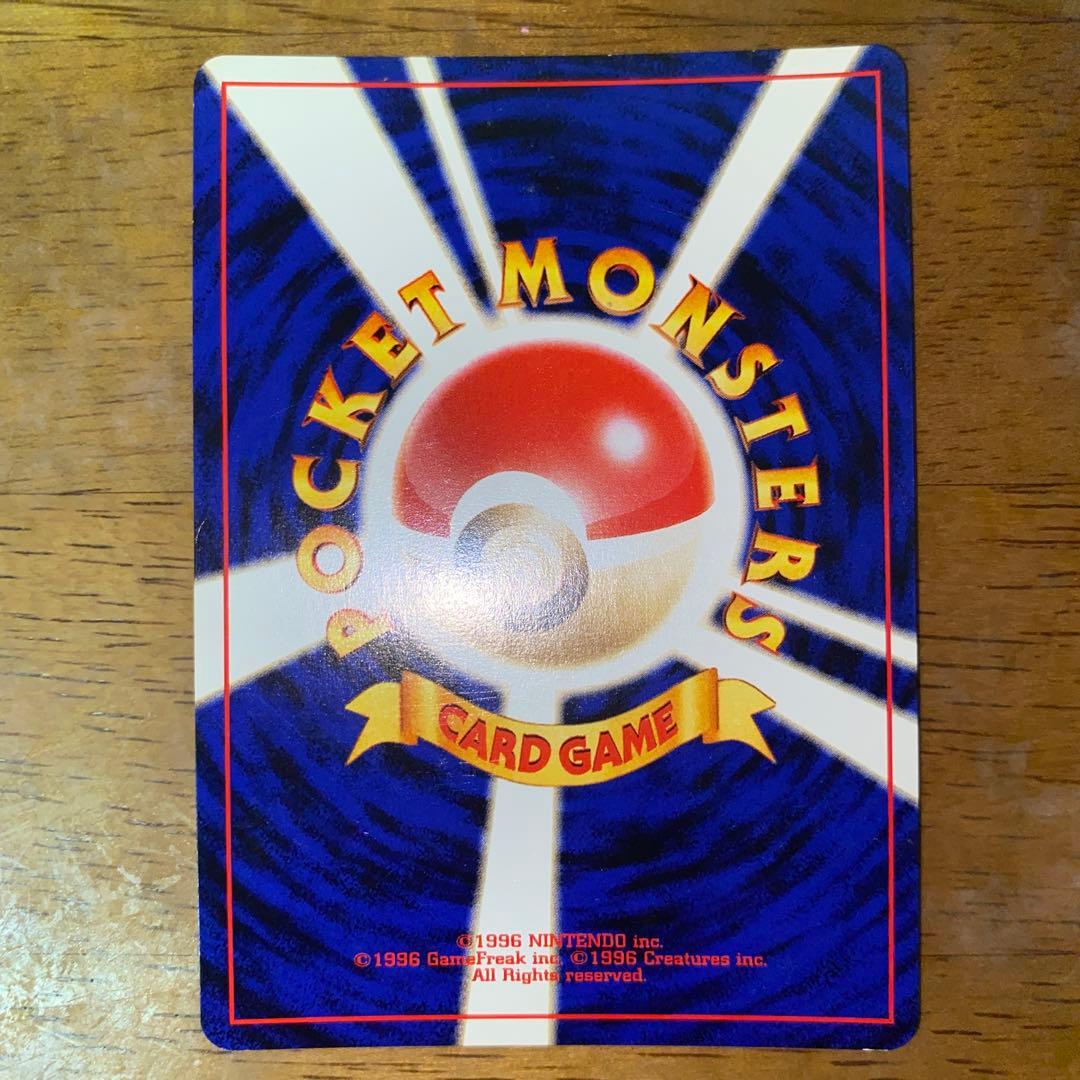 POCKET MONSTERS
CARD GAME
©1996 NINTENDO inc.
©1996 GameFreak inc. ©1996 Creatures inc.
All Rights reserved.